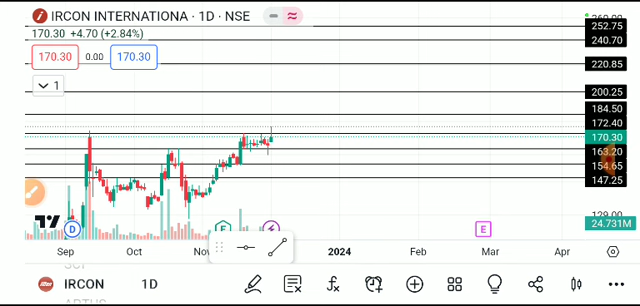 IRCON INTERNATIONA · 1D · NSE
170.30 +4.70 (+2.84%)
170.30 0.00 170.30
1
252.75
240.70
220.85
200.25
184.50
172.40
170.30
163.20
154.65
147.25
129.00
24.731M
D E E
Sep Oct Nov 2024 Feb Mar Apr
IRCON 1D